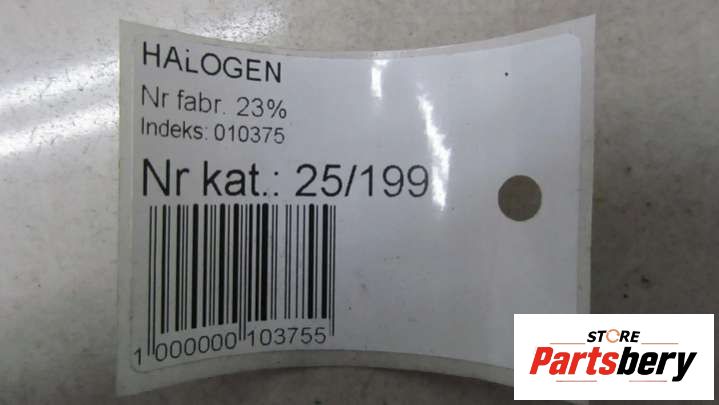 HALOGEN
Nr fabr. 23%
Indeks: 010375
Nr kat.: 25/199
1 000000 103755
STORE
Partsbery